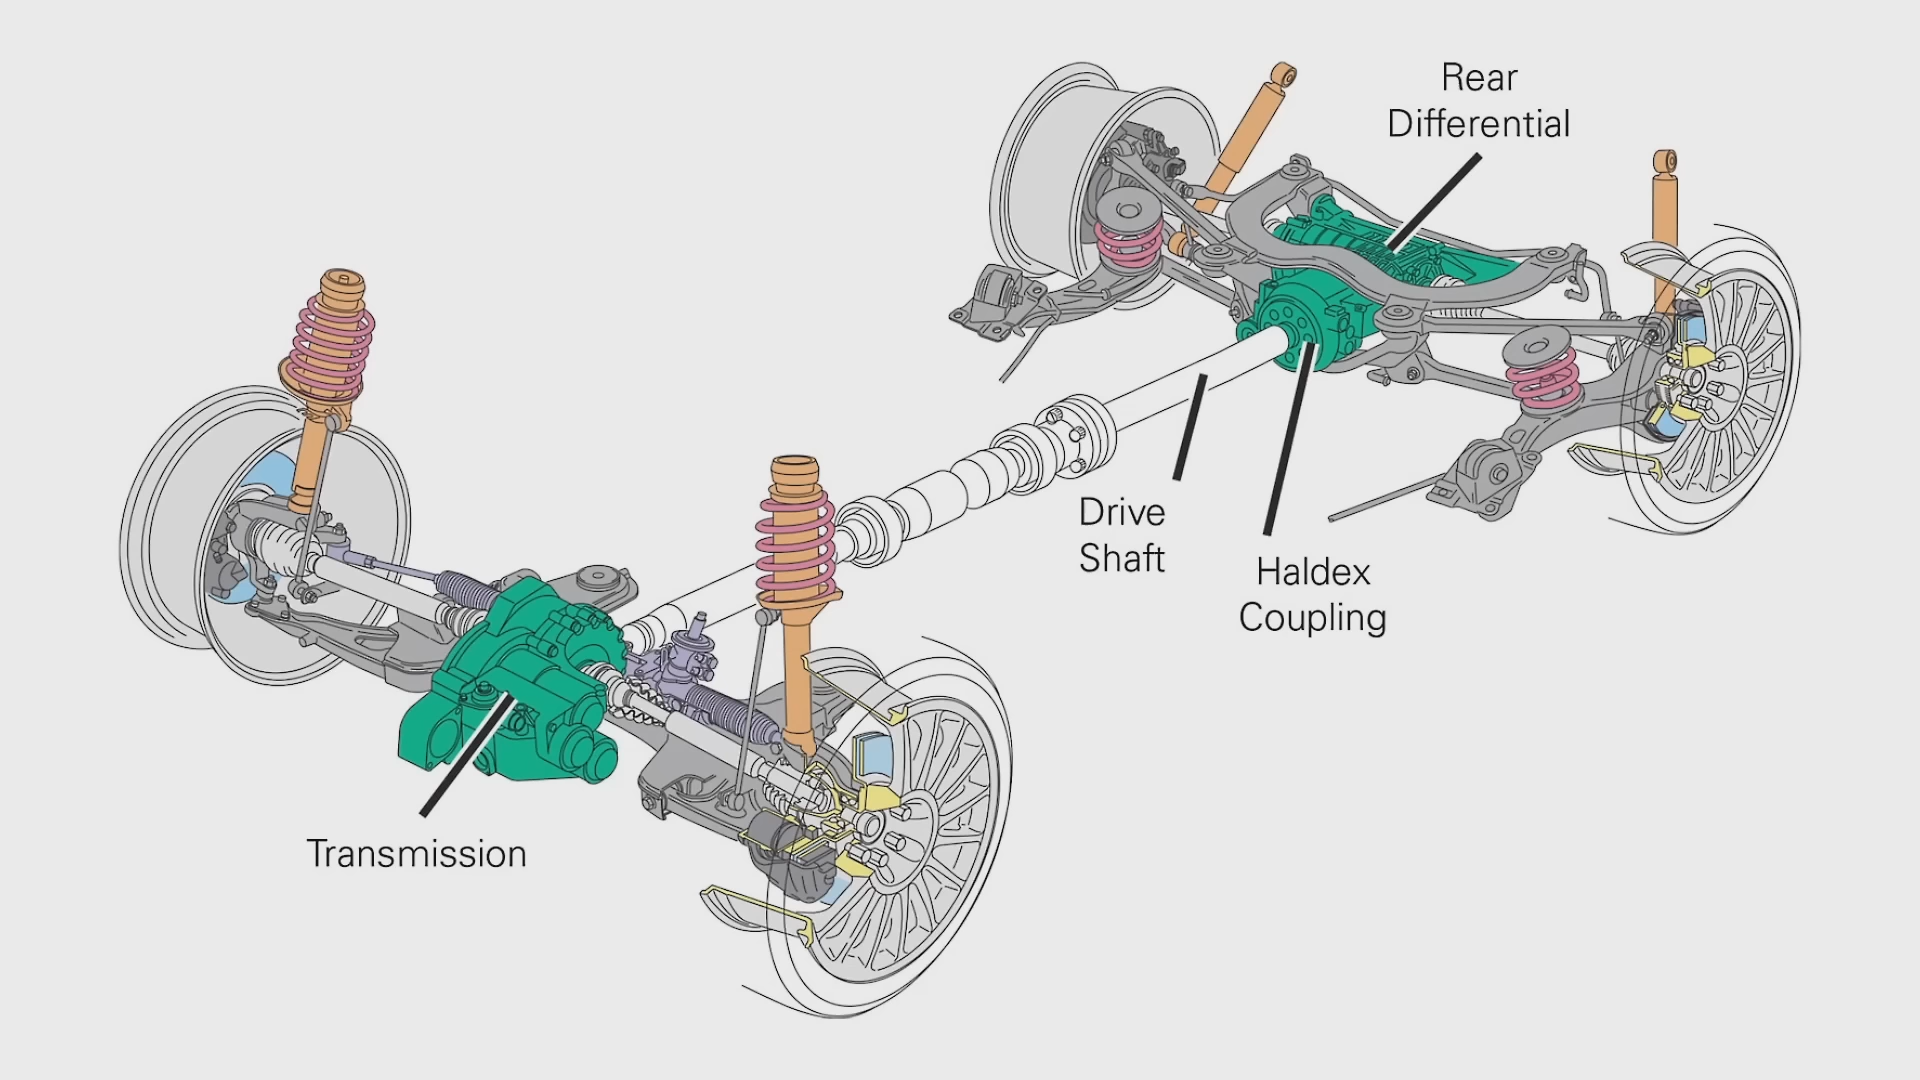 Rear
Differential
Drive
Shaft
Haldex
Coupling
Transmission